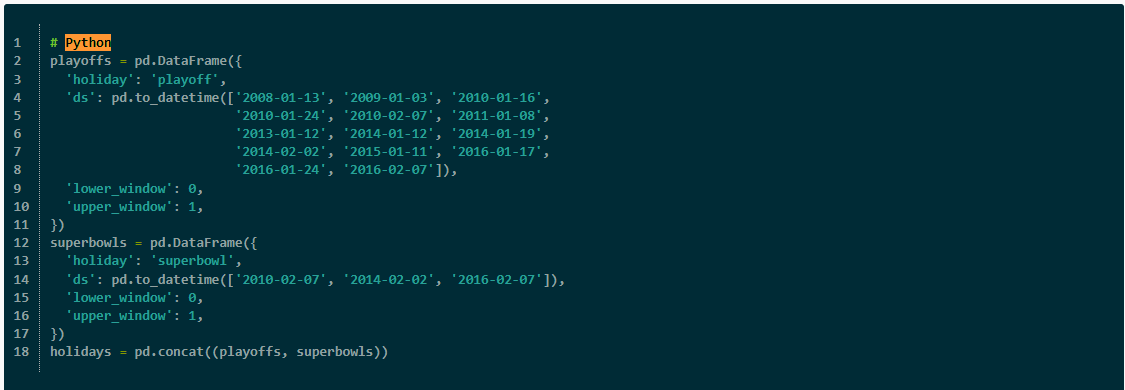 1 # Python
2 playoffs = pd.DataFrame({
3   'holiday': 'playoff',
4   'ds': pd.to_datetime(['2008-01-13', '2009-01-03', '2010-01-16',
5                         '2010-01-24', '2010-02-07', '2011-01-08',
6                         '2013-01-12', '2014-01-12', '2014-01-19',
7                         '2014-02-02', '2015-01-11', '2016-01-17',
8                         '2016-01-24', '2016-02-07']),
9   'lower_window': 0,
10   'upper_window': 1,
11 })
12 superbowls = pd.DataFrame({
13   'holiday': 'superbowl',
14   'ds': pd.to_datetime(['2010-02-07', '2014-02-02', '2016-02-07']),
15   'lower_window': 0,
16   'upper_window': 1,
17 })
18 holidays = pd.concat((playoffs, superbowls))